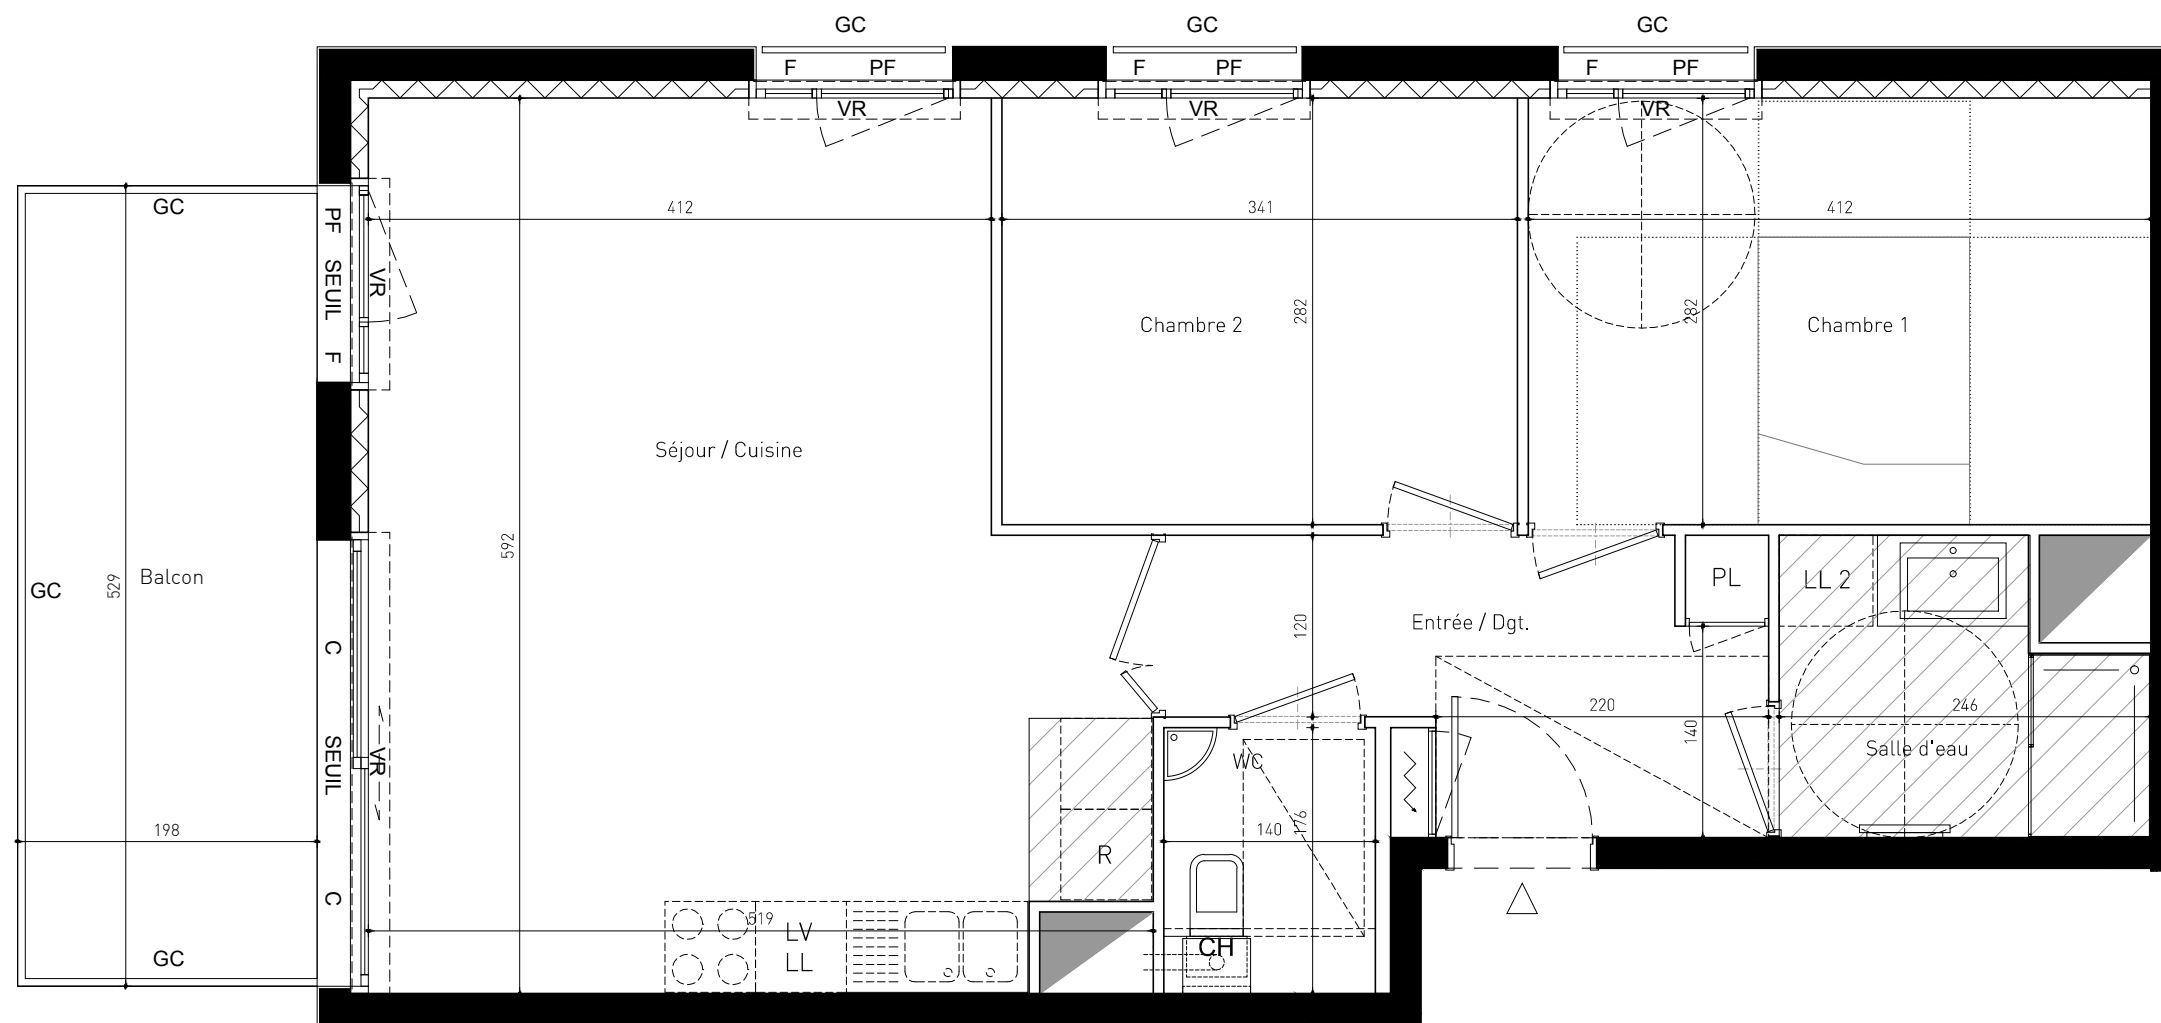 GC
GC
GC
F PF
F PF
F PF
VR
VR
VR
GC
PF SEUIL F
VR
412
341
412
282
282
Chambre 2
Chambre 1
Séjour / Cuisine
592
529
Balcon
GC
PL
LL 2
Entrée / Dgt.
120
C SEUIL C
VR
220
140
246
Salle d'eau
WC
198
140
176
R
519
LV
LL
CH
GC